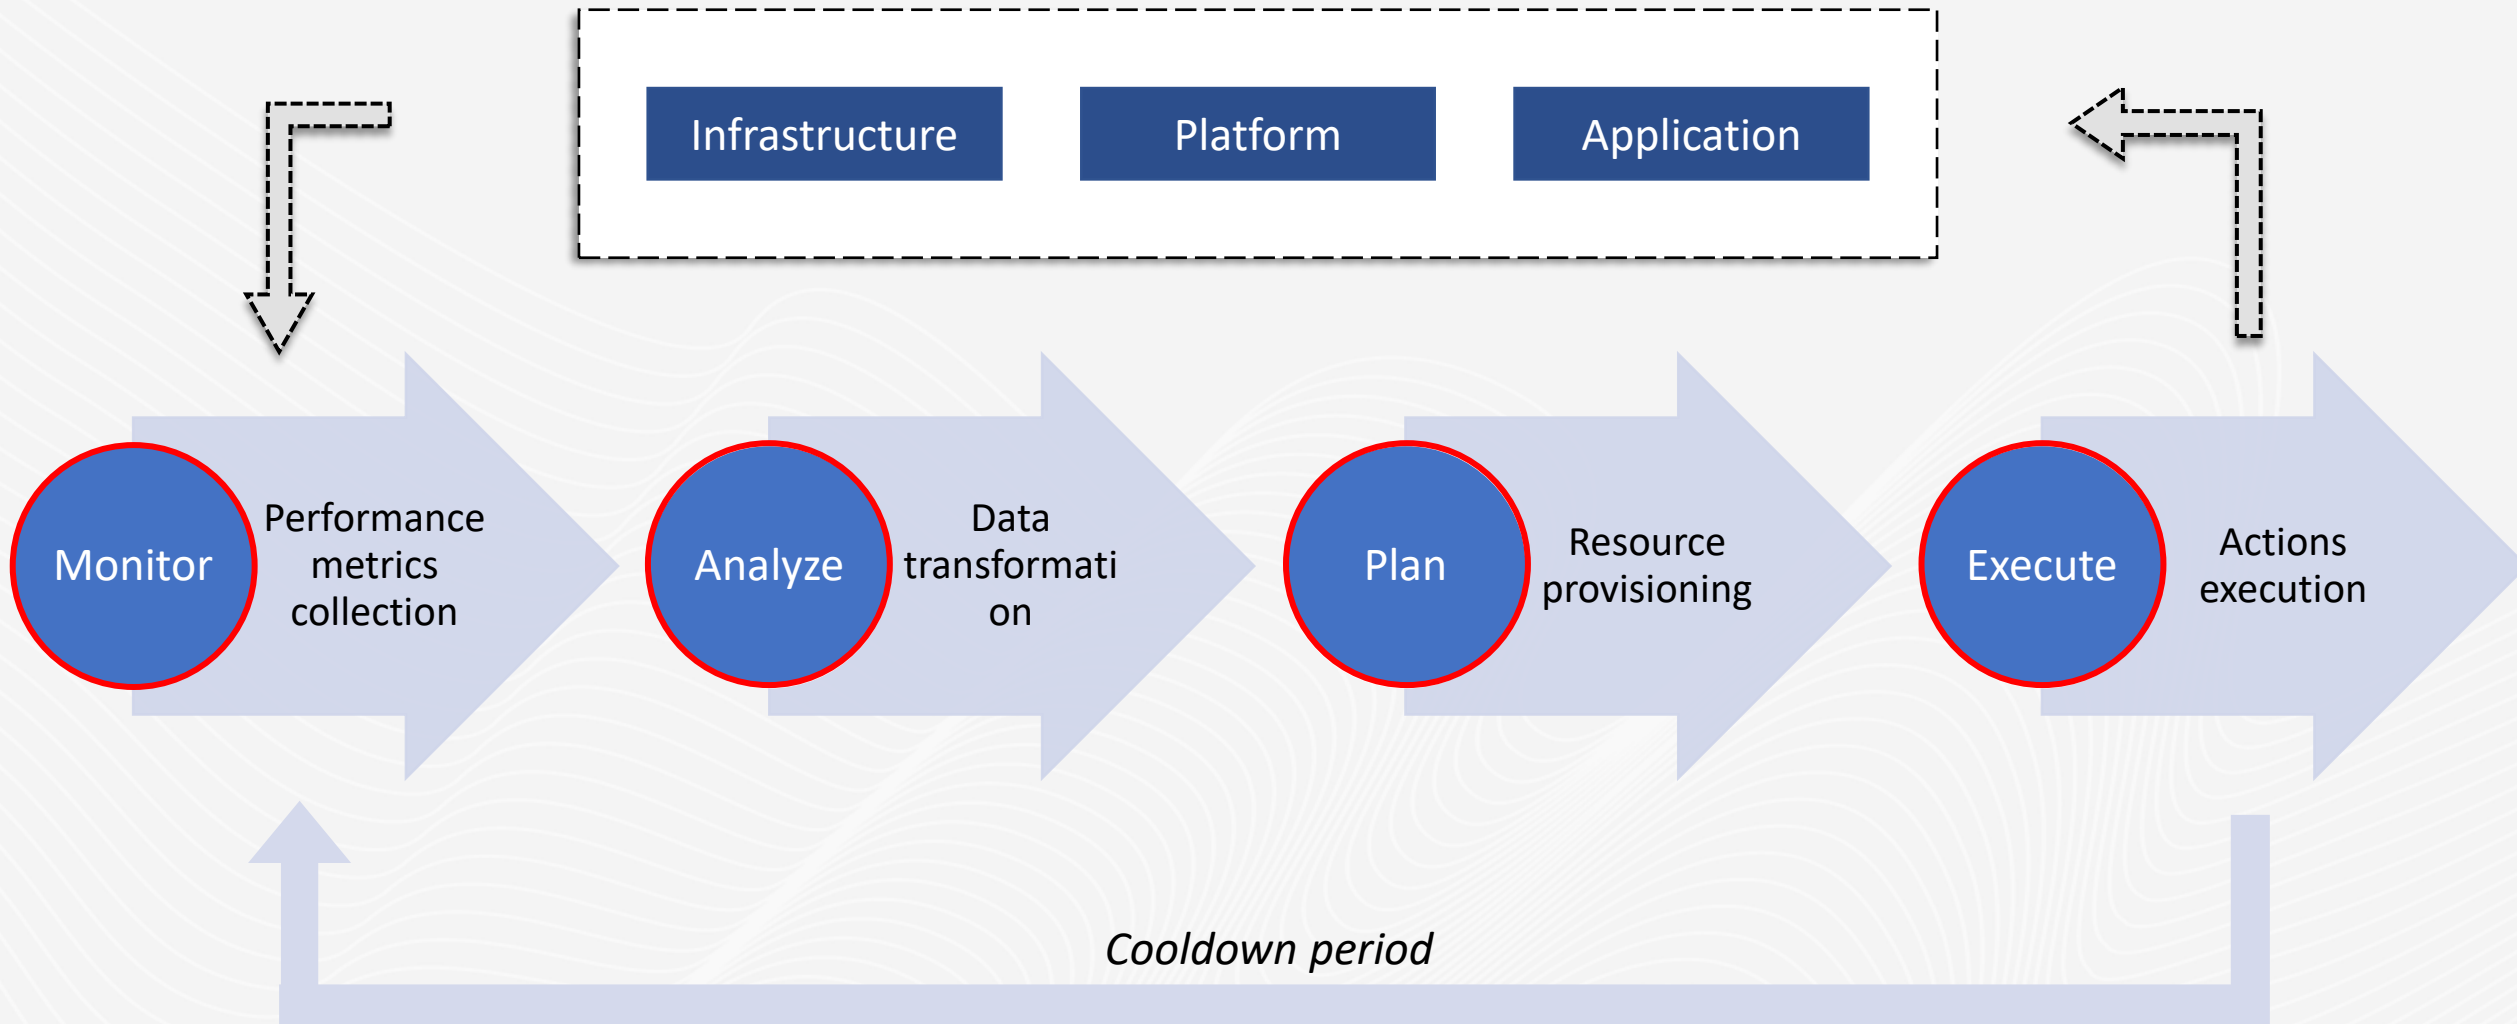 Infrastructure
Platform
Application
Monitor
Performance
metrics
collection
Analyze
Data
transformati
on
Plan
Resource
provisioning
Execute
Actions
execution
Cooldown period